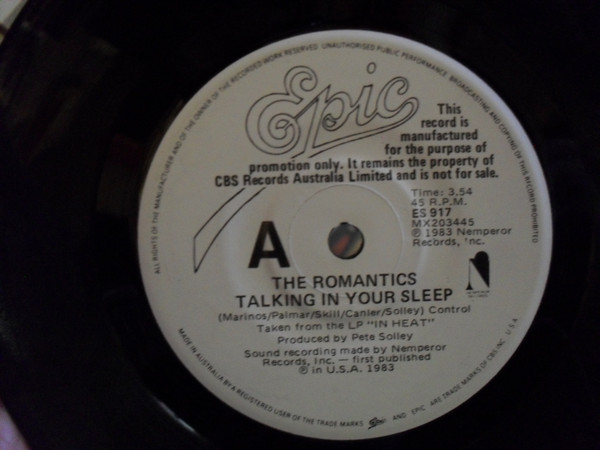 ALL RIGHTS OF THE MANUFACTURER AND OF THE OWNER OF THE RECORDED WORK RESERVED. UNAUTHORISED PUBLIC PERFORMANCE BROADCASTING AND COPYING OF THIS RECORD PROHIBITED
Epic
This
record is
manufactured
for the purpose of
promotion only. It remains the property of
CBS Records Australia Limited and is not for sale.
Time: 3.54
45 R.P.M.
ES 917
MX203445
℗ 1983 Nemperor
Records, Inc.
A
THE ROMANTICS
TALKING IN YOUR SLEEP
(Marinos/Palmar/Skill/Canler/Solley) Control
Taken from the LP "IN HEAT"
Produced by Pete Solley
Sound recording made by Nemperor
Records, Inc. — first published
℗ in U.S.A. 1983
MADE IN AUSTRALIA BY A REGISTERED USER OF THE TRADE MARKS Epic AND EPIC ARE TRADE MARKS OF CBS INC. U.S.A.